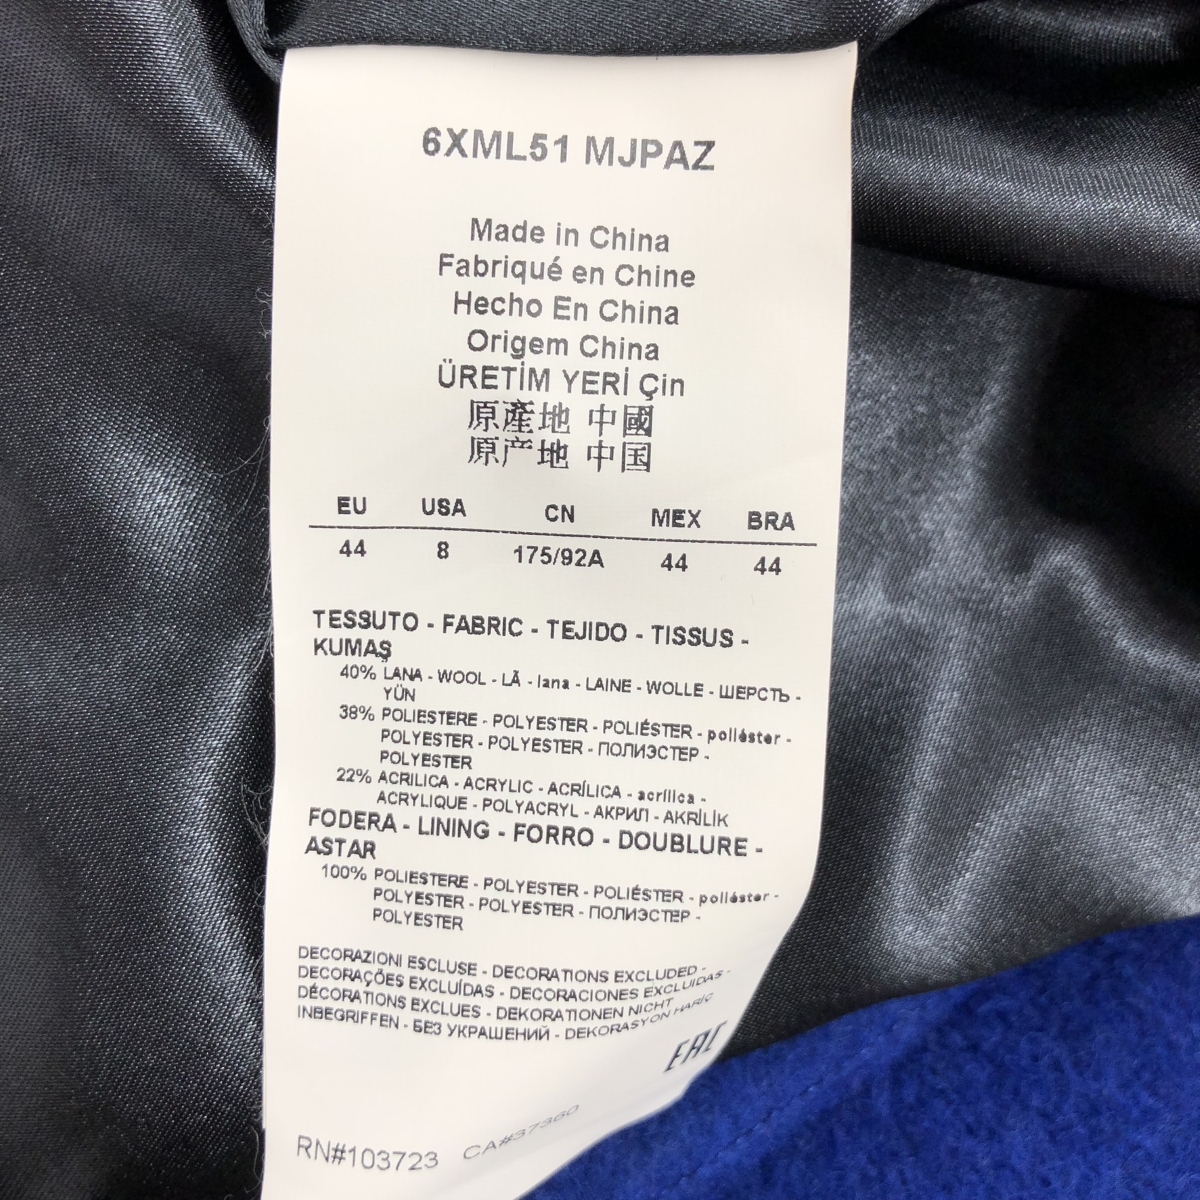 6XML51 MJPAZ
Made in China
Fabriqué en Chine
Hecho En China
Origem China
ÜRETİM YERİ Çin
原產地 中國
原产地 中国
EU USA CN MEX BRA
44 8 175/92A 44 44
TESSUTO - FABRIC - TEJIDO - TISSUS -
KUMAŞ
40% LANA - WOOL - LÃ - lana - LAINE - WOLLE - ШЕРСТЬ -
YÜN
38% POLIESTERE - POLYESTER - POLIÉSTER - poliéster -
POLYESTER - POLYESTER - ПОЛИЭСТЕР -
POLYESTER
22% ACRILICA - ACRYLIC - ACRÍLICA - acrílica -
ACRYLIQUE - POLYACRYL - АКРИЛ - AKRİLİK
FODERA - LINING - FORRO - DOUBLURE -
ASTAR
100% POLIESTERE - POLYESTER - POLIÉSTER - poliéster -
POLYESTER - POLYESTER - ПОЛИЭСТЕР -
POLYESTER
DECORAZIONI ESCLUSE - DECORATIONS EXCLUDED -
DECORAÇÕES EXCLUÍDAS - DECORACIONES EXCLUIDAS -
DÉCORATIONS EXCLUES - DEKORATIONEN NICHT
INBEGRIFFEN - БЕЗ УКРАШЕНИЙ - DEKORASYON HARİÇ
EAC
RN#103723 CA#37360